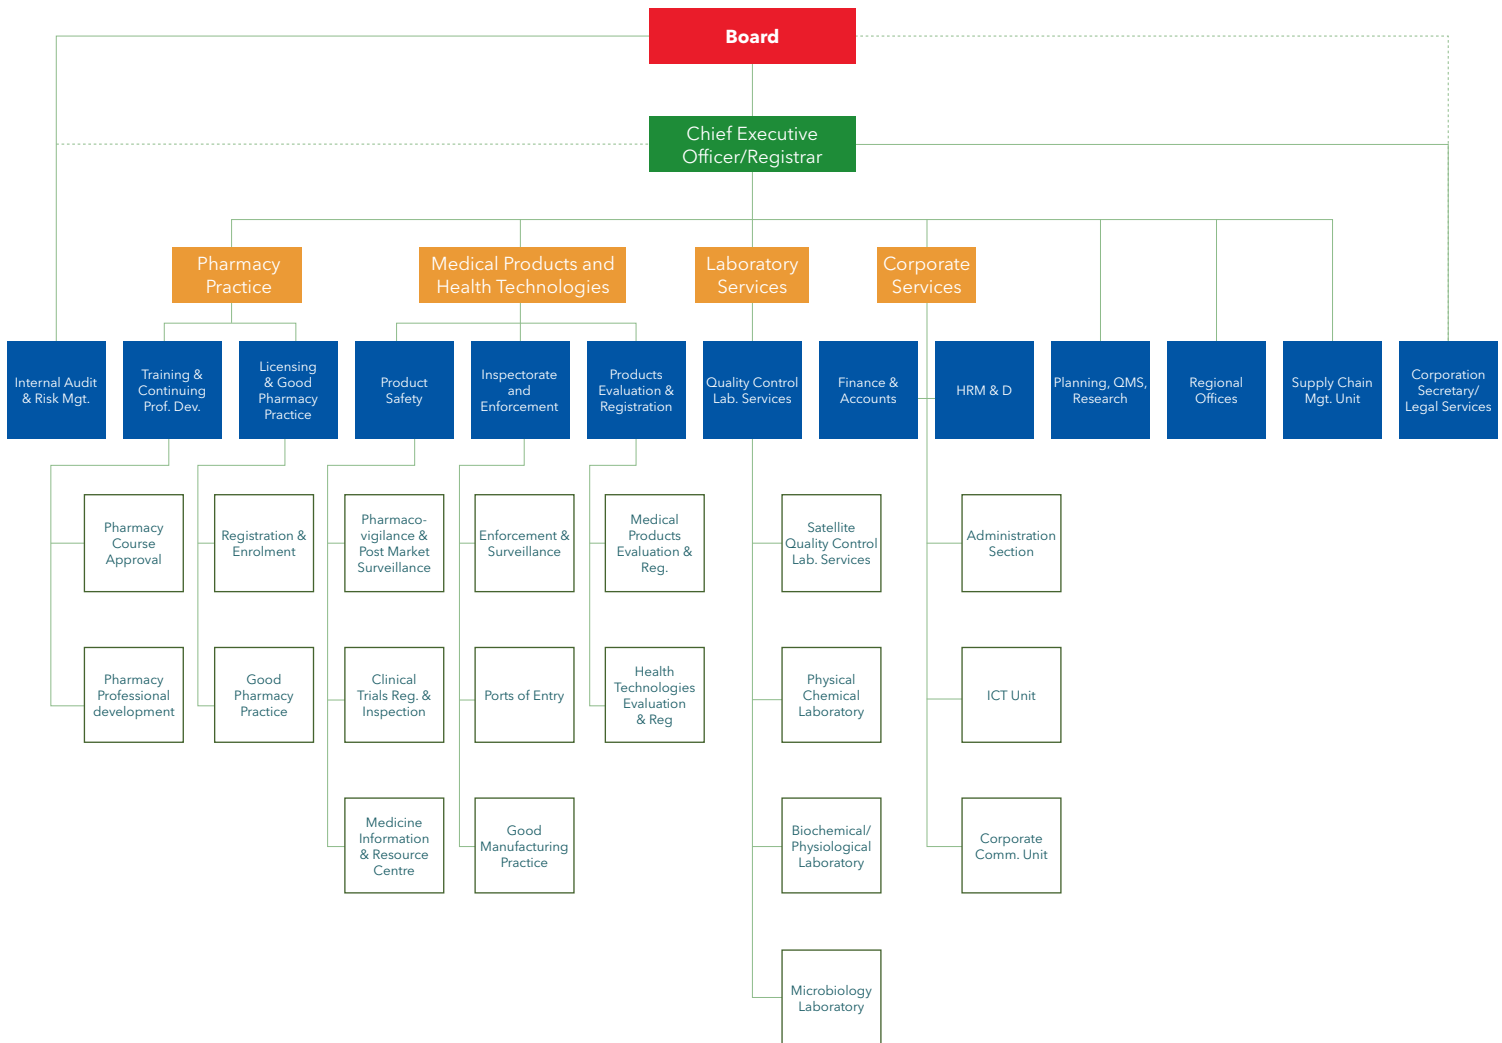 Board
Chief Executive
Officer/Registrar
Pharmacy
Practice
Medical Products and
Health Technologies
Laboratory
Services
Corporate
Services
Internal Audit
& Risk Mgt.
Training &
Continuing
Prof. Dev.
Licensing
& Good
Pharmacy
Practice
Product
Safety
Inspectorate
and
Enforcement
Products
Evaluation &
Registration
Quality Control
Lab. Services
Finance &
Accounts
HRM & D
Planning, QMS,
Research
Regional
Offices
Supply Chain
Mgt. Unit
Corporation
Secretary/
Legal Services
Pharmacy
Course
Approval
Registration &
Enrolment
Pharmaco-
vigilance &
Post Market
Surveillance
Enforcement &
Surveillance
Medical
Products
Evaluation &
Reg.
Satellite
Quality Control
Lab. Services
Administration
Section
Pharmacy
Professional
development
Good
Pharmacy
Practice
Clinical
Trials Reg. &
Inspection
Ports of Entry
Health
Technologies
Evaluation
& Reg
Physical
Chemical
Laboratory
ICT Unit
Medicine
Information
& Resource
Centre
Good
Manufacturing
Practice
Biochemical/
Physiological
Laboratory
Corporate
Comm. Unit
Microbiology
Laboratory